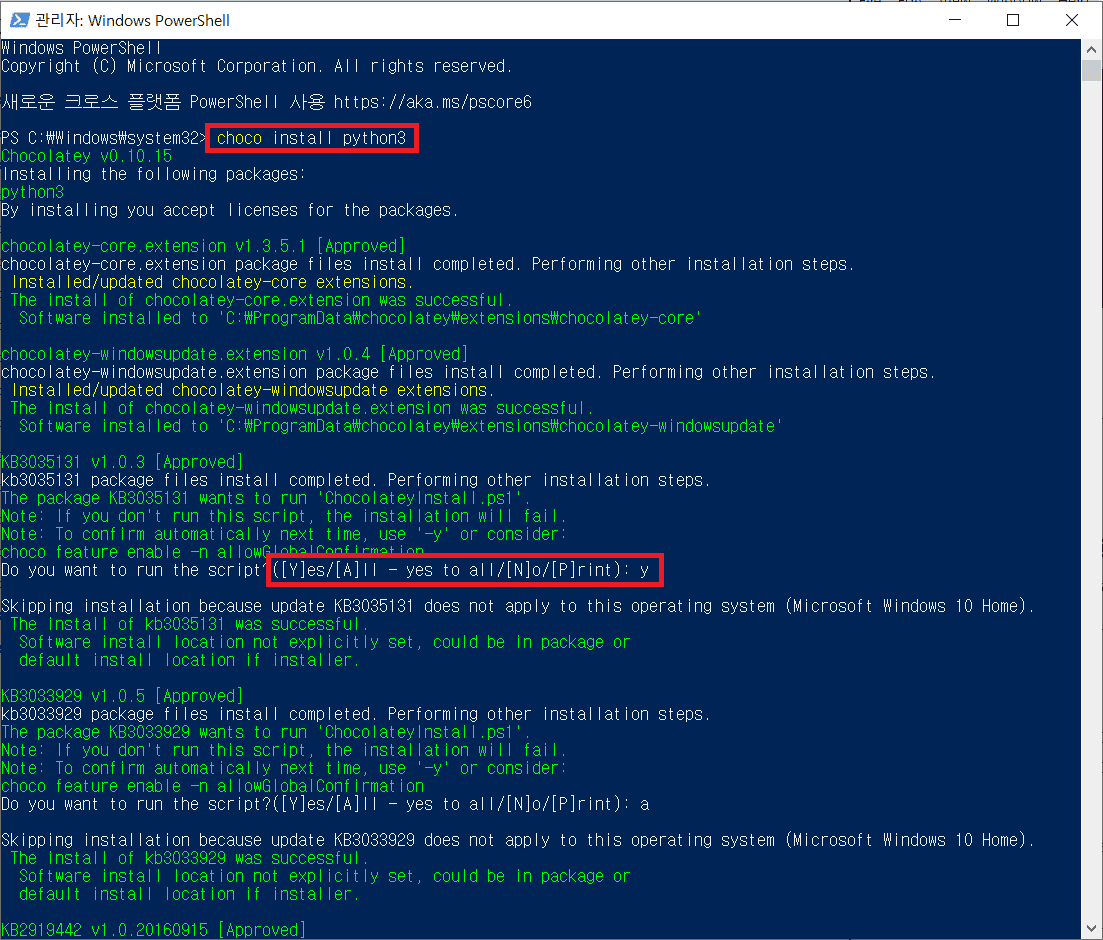 관리자: Windows PowerShell
Windows PowerShell
Copyright (C) Microsoft Corporation. All rights reserved.
새로운 크로스 플랫폼 PowerShell 사용 https://aka.ms/pscore6
PS C:₩Windows₩system32> choco install python3
Chocolatey v0.10.15
Installing the following packages:
python3
By installing you accept licenses for the packages.
chocolatey-core.extension v1.3.5.1 [Approved]
chocolatey-core.extension package files install completed. Performing other installation steps.
Installed/updated chocolatey-core extensions.
The install of chocolatey-core.extension was successful.
Software installed to 'C:₩ProgramData₩chocolatey₩extensions₩chocolatey-core'
chocolatey-windowsupdate.extension v1.0.4 [Approved]
chocolatey-windowsupdate.extension package files install completed. Performing other installation steps.
Installed/updated chocolatey-windowsupdate extensions.
The install of chocolatey-windowsupdate.extension was successful.
Software installed to 'C:₩ProgramData₩chocolatey₩extensions₩chocolatey-windowsupdate'
KB3035131 v1.0.3 [Approved]
kb3035131 package files install completed. Performing other installation steps.
The package KB3035131 wants to run 'ChocolateyInstall.ps1'.
Note: If you don't run this script, the installation will fail.
Note: To confirm automatically next time, use '-y' or consider:
choco feature enable -n allowGlobalConfirmation
Do you want to run the script?([Y]es/[A]ll - yes to all/[N]o/[P]rint): y
Skipping installation because update KB3035131 does not apply to this operating system (Microsoft Windows 10 Home).
The install of kb3035131 was successful.
Software install location not explicitly set, could be in package or
default install location if installer.
KB3033929 v1.0.5 [Approved]
kb3033929 package files install completed. Performing other installation steps.
The package KB3033929 wants to run 'ChocolateyInstall.ps1'.
Note: If you don't run this script, the installation will fail.
Note: To confirm automatically next time, use '-y' or consider:
choco feature enable -n allowGlobalConfirmation
Do you want to run the script?([Y]es/[A]ll - yes to all/[N]o/[P]rint): a
Skipping installation because update KB3033929 does not apply to this operating system (Microsoft Windows 10 Home).
The install of kb3033929 was successful.
Software install location not explicitly set, could be in package or
default install location if installer.
KB2919442 v1.0.20160915 [Approved]